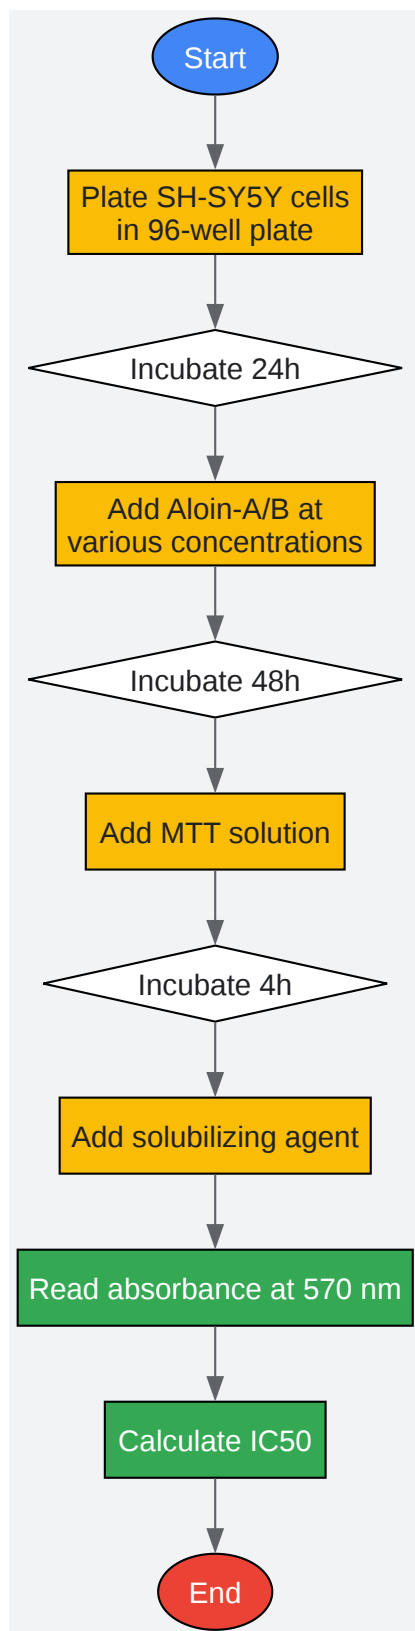 Start
Plate SH-SY5Y cells
in 96-well plate
Incubate 24h
Add Aloin-A/B at
various concentrations
Incubate 48h
Add MTT solution
Incubate 4h
Add solubilizing agent
Read absorbance at 570 nm
Calculate IC50
End